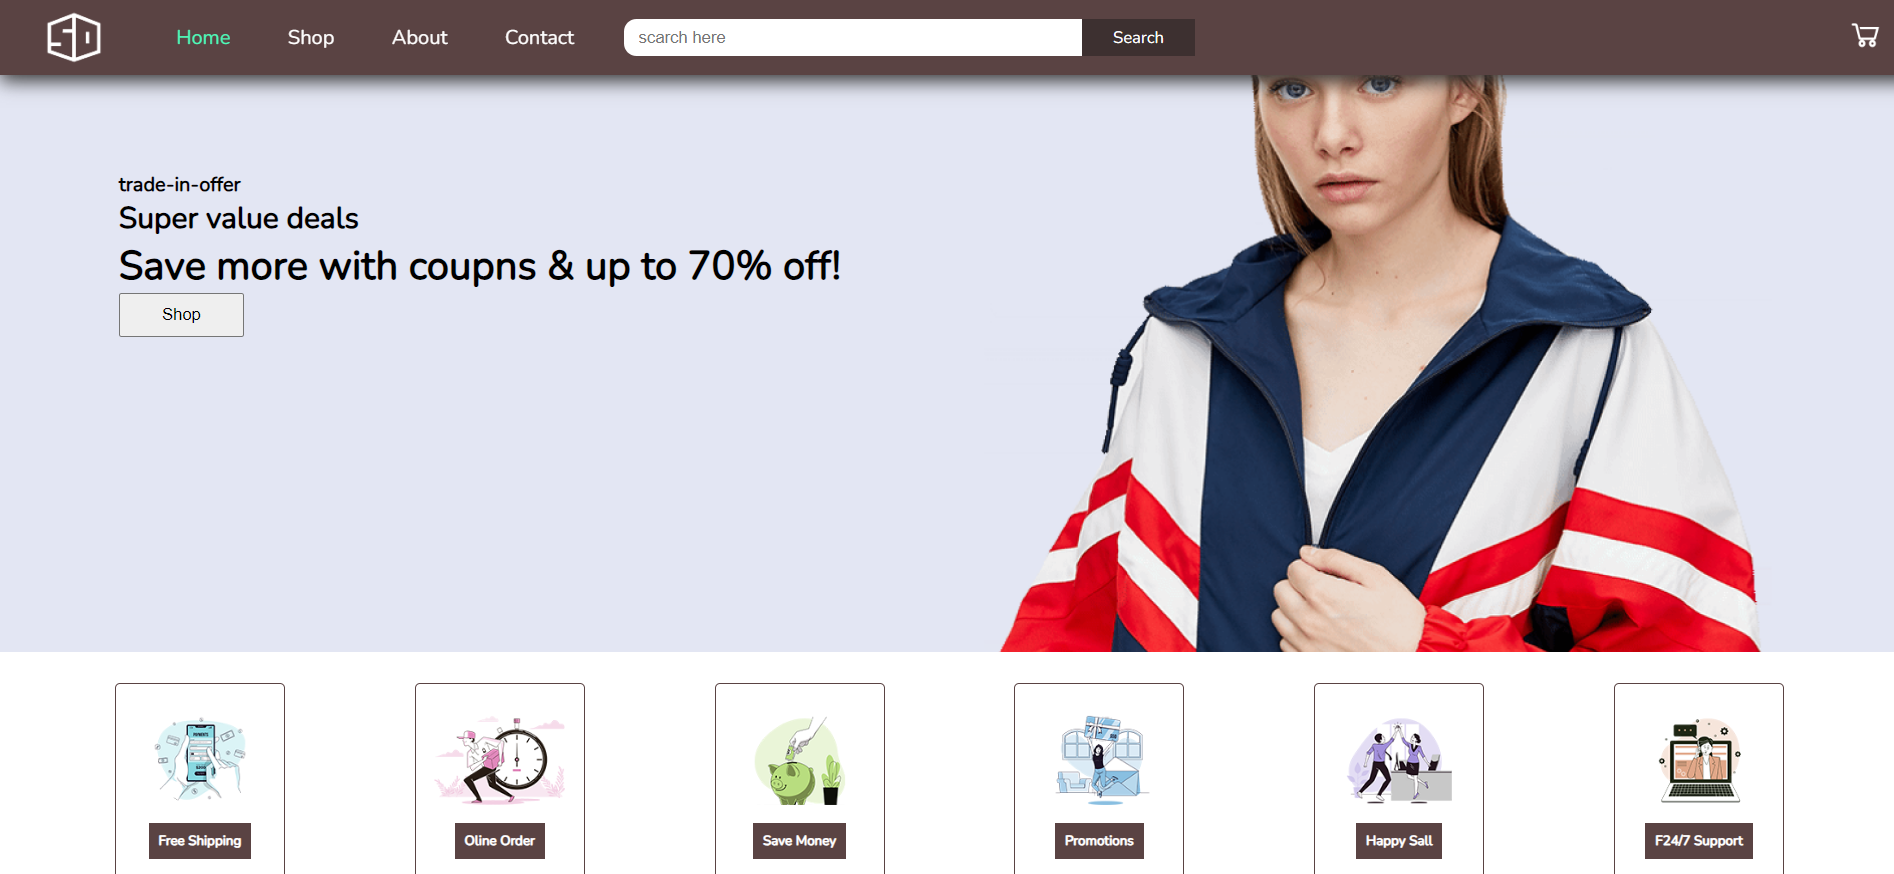 Home Shop About Contact scarch here Search
trade-in-offer
Super value deals
Save more with coupns & up to 70% off!
Shop
PAYMENTS
Free Shipping Oline Order Save Money Promotions Happy Sall F24/7 Support